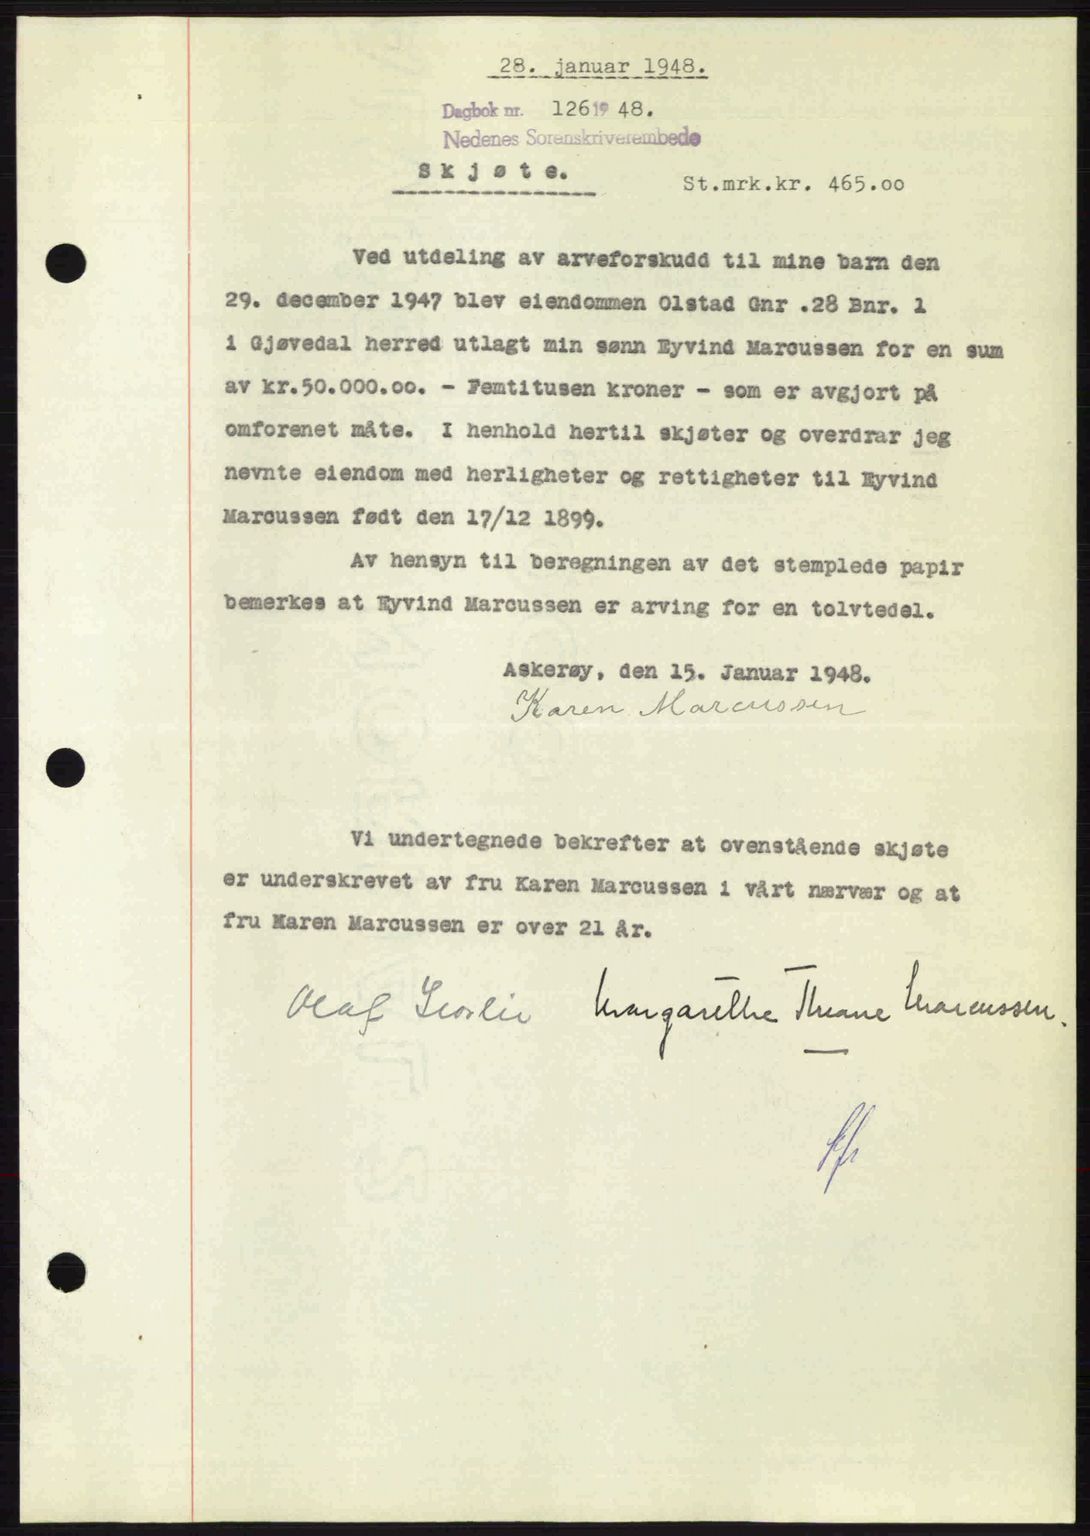 28. januar 1948.
Dagbok nr. 126 19 48.
Nedenes Sorenskriverembede
Skjøte.
St.mrk.kr. 465.oo
Ved utdeling av arveforskudd til mine barn den
29. december 1947 blev eiendommen Olstad Gnr .28 Bnr. 1
i Gjøvedal herred utlagt min sønn Eyvind Marcussen for en sum
av kr.50.000.oo. - Femtitusen kroner - som er avgjort på
omforenet måte. I henhold hertil skjøter og overdrar jeg
nevnte eiendom med herligheter og rettigheter til Eyvind
Marcussen født den 17/12 1899.
Av hensyn til beregningen av det stemplede papir
bemerkes at Eyvind Marcussen er arving for en tolvtedel.
Askerøy, den 15. Januar 1948.
Karen Marcussen
Vi undertegnede bekrefter at ovenstående skjøte
er underskrevet av fru Karen Marcussen i vårt nærvær og at
fru Karen Marcussen er over 21 år.
Olaf Margarethe Theane Marcussen.